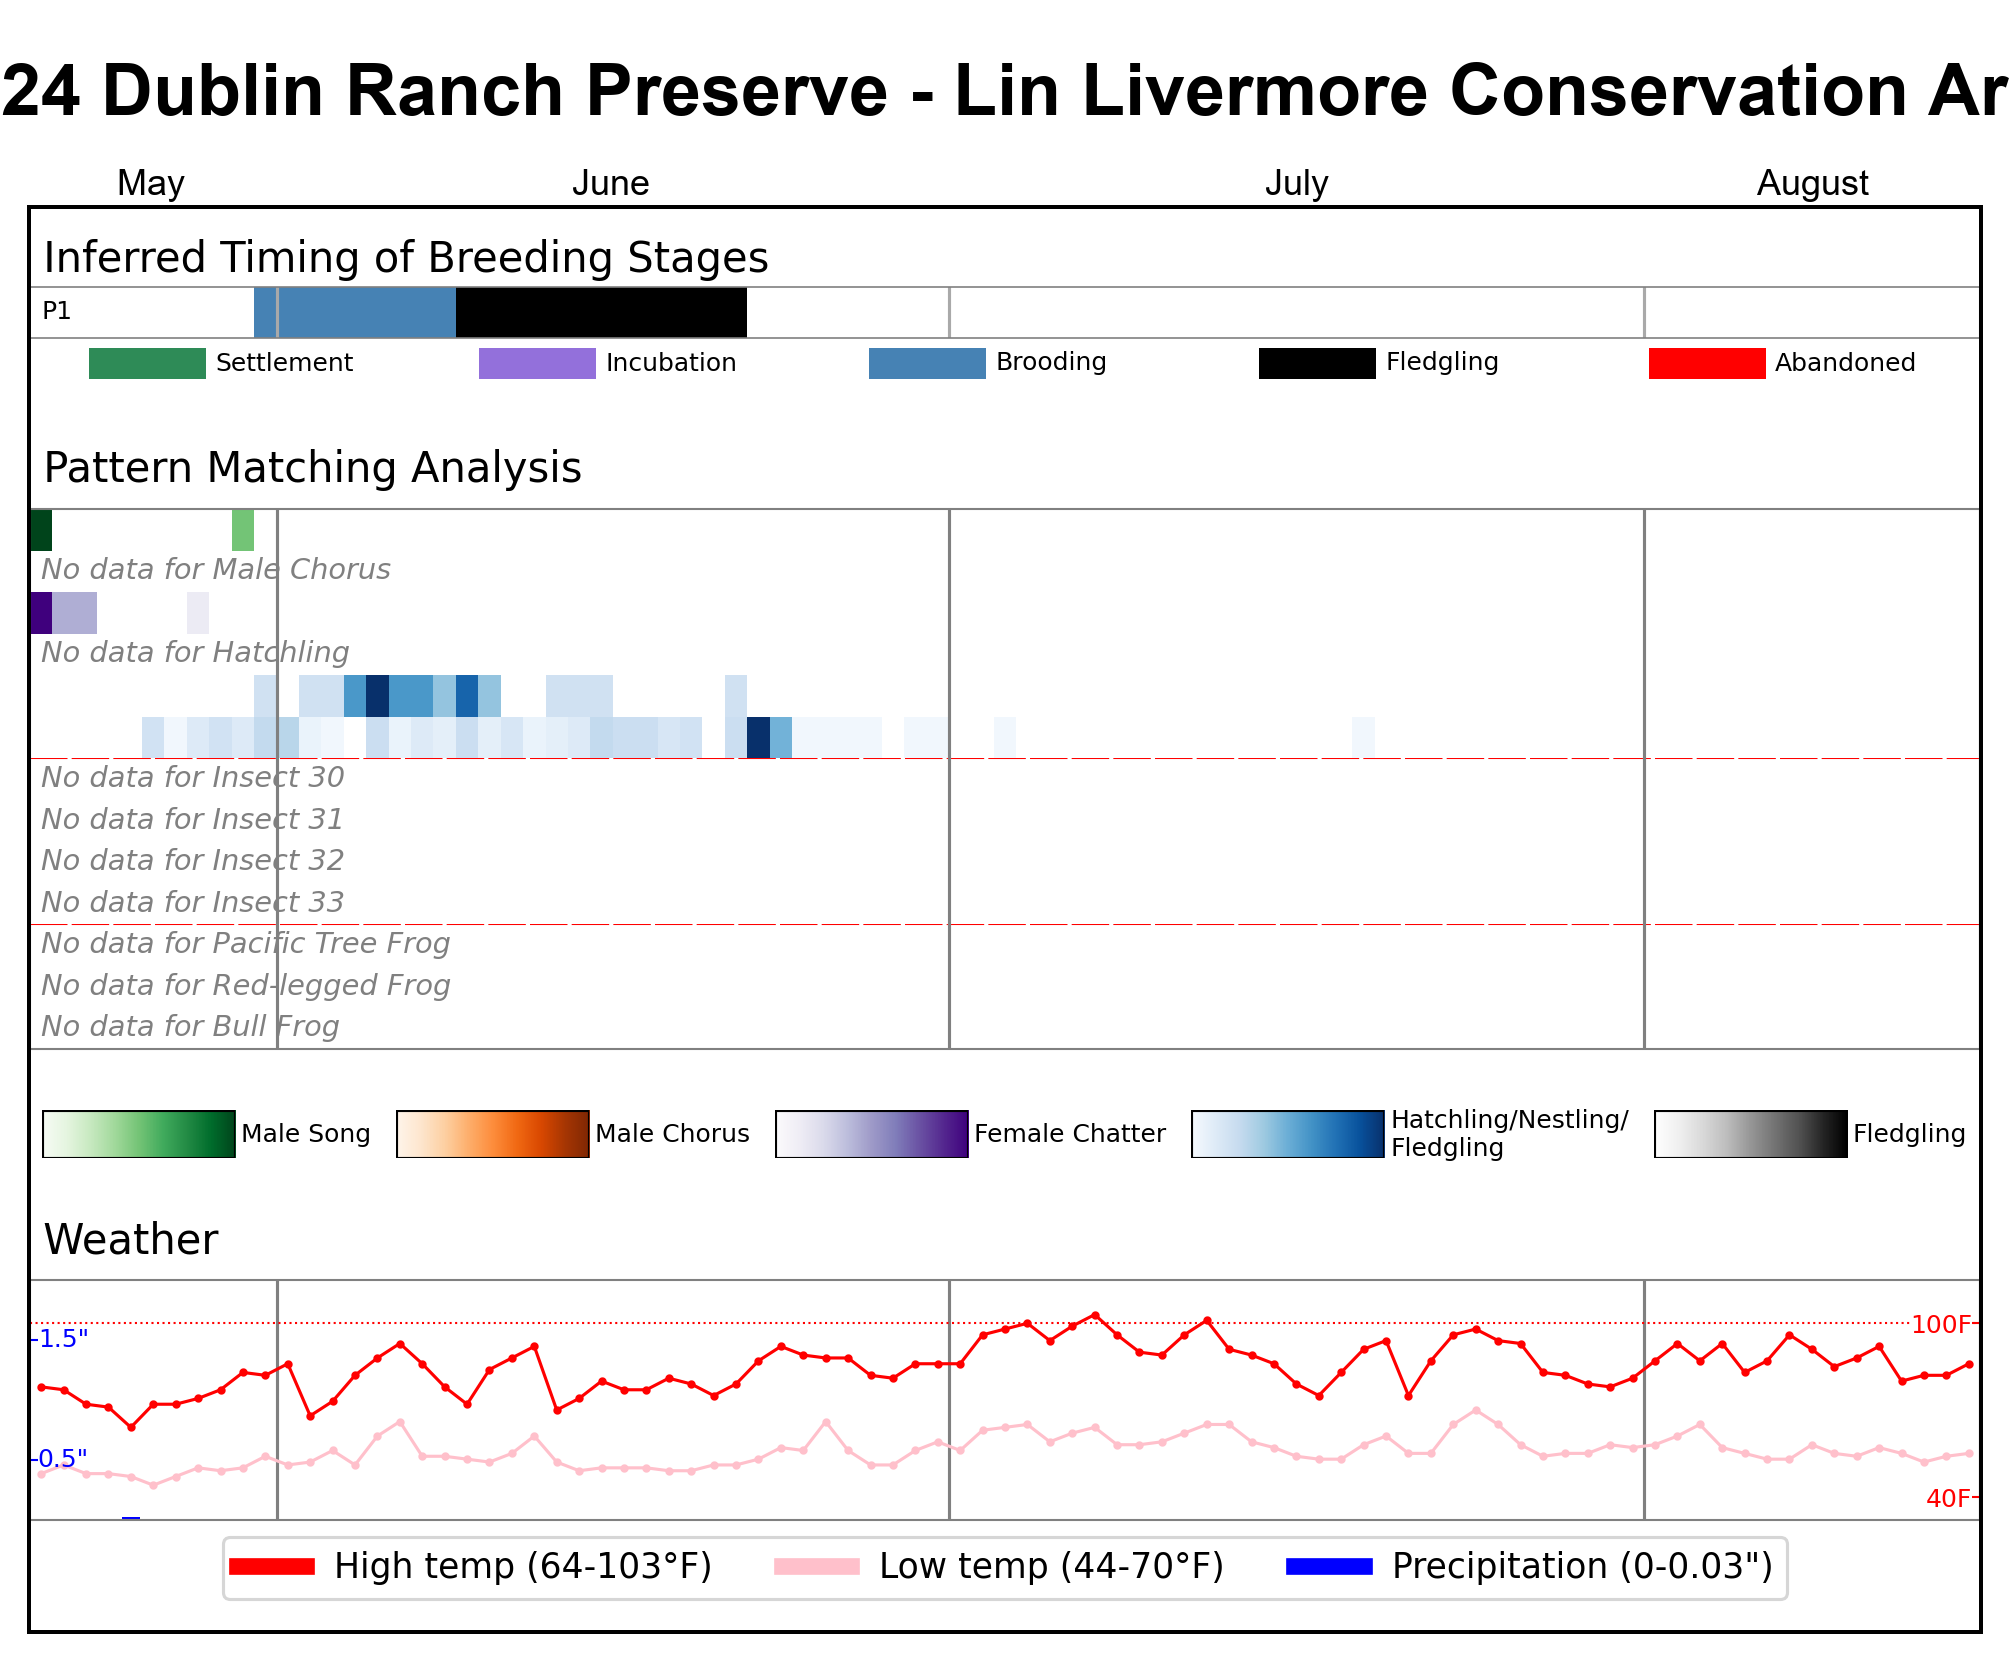 24 Dublin Ranch Preserve - Lin Livermore Conservation Ar
May June July August
Inferred Timing of Breeding Stages
P1
Settlement Incubation Brooding Fledgling Abandoned
Pattern Matching Analysis
No data for Male Chorus
No data for Hatchling
No data for Insect 30
No data for Insect 31
No data for Insect 32
No data for Insect 33
No data for Pacific Tree Frog
No data for Red-legged Frog
No data for Bull Frog
Male Song Male Chorus Female Chatter Hatchling/Nestling/
Fledgling Fledgling
Weather
1.5" 100F
0.5"
40F
High temp (64-103°F) Low temp (44-70°F) Precipitation (0-0.03")